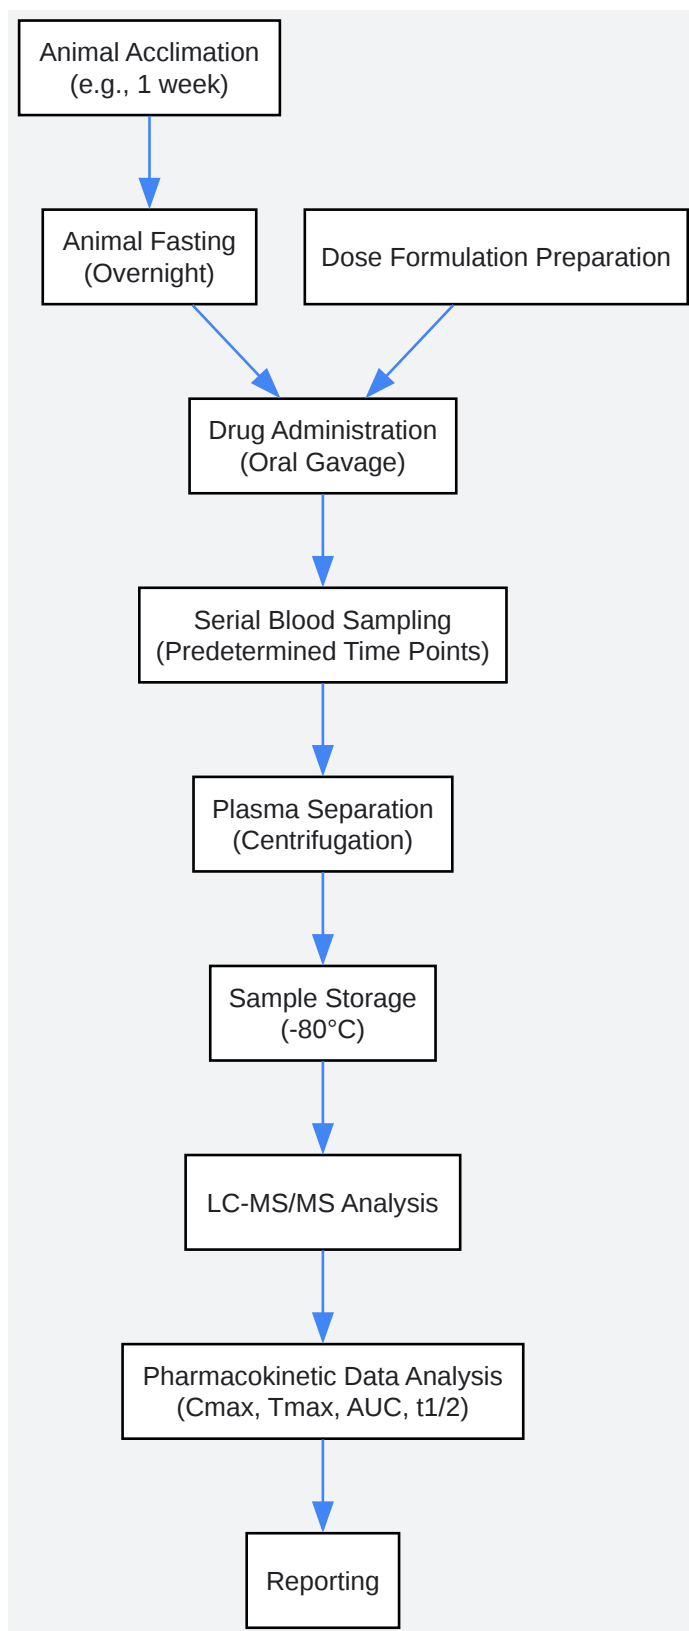 Animal Acclimation
(e.g., 1 week)
Animal Fasting
(Overnight)
Dose Formulation Preparation
Drug Administration
(Oral Gavage)
Serial Blood Sampling
(Predetermined Time Points)
Plasma Separation
(Centrifugation)
Sample Storage
(-80°C)
LC-MS/MS Analysis
Pharmacokinetic Data Analysis
(Cmax, Tmax, AUC, t1/2)
Reporting